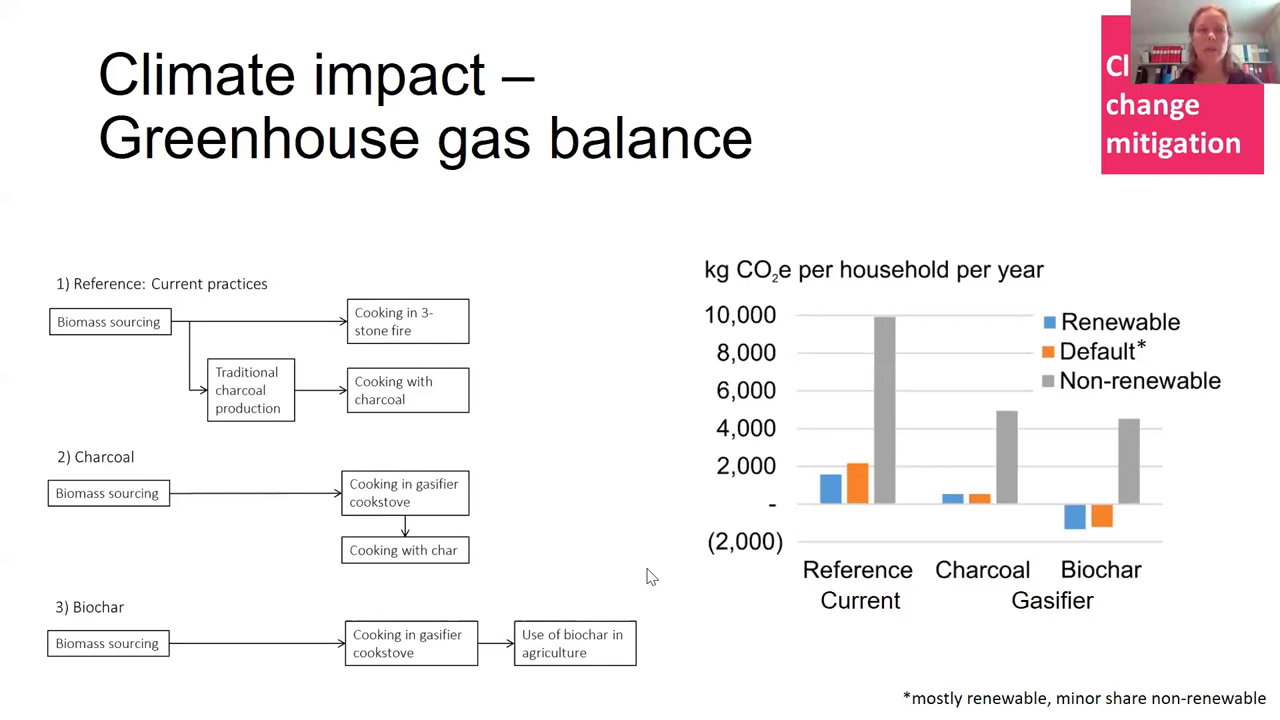 Climate impact –
Greenhouse gas balance
change
mitigation
1) Reference: Current practices
Biomass sourcing
Cooking in 3-
stone fire
Traditional
charcoal
production
Cooking with
charcoal
2) Charcoal
Biomass sourcing
Cooking in gasifier
cookstove
Cooking with char
3) Biochar
Biomass sourcing
Cooking in gasifier
cookstove
Use of biochar in
agriculture
kg CO₂e per household per year
10,000
8,000
6,000
4,000
2,000
-
(2,000)
Renewable
Default*
Non-renewable
Reference Charcoal Biochar
Current Gasifier
*mostly renewable, minor share non-renewable